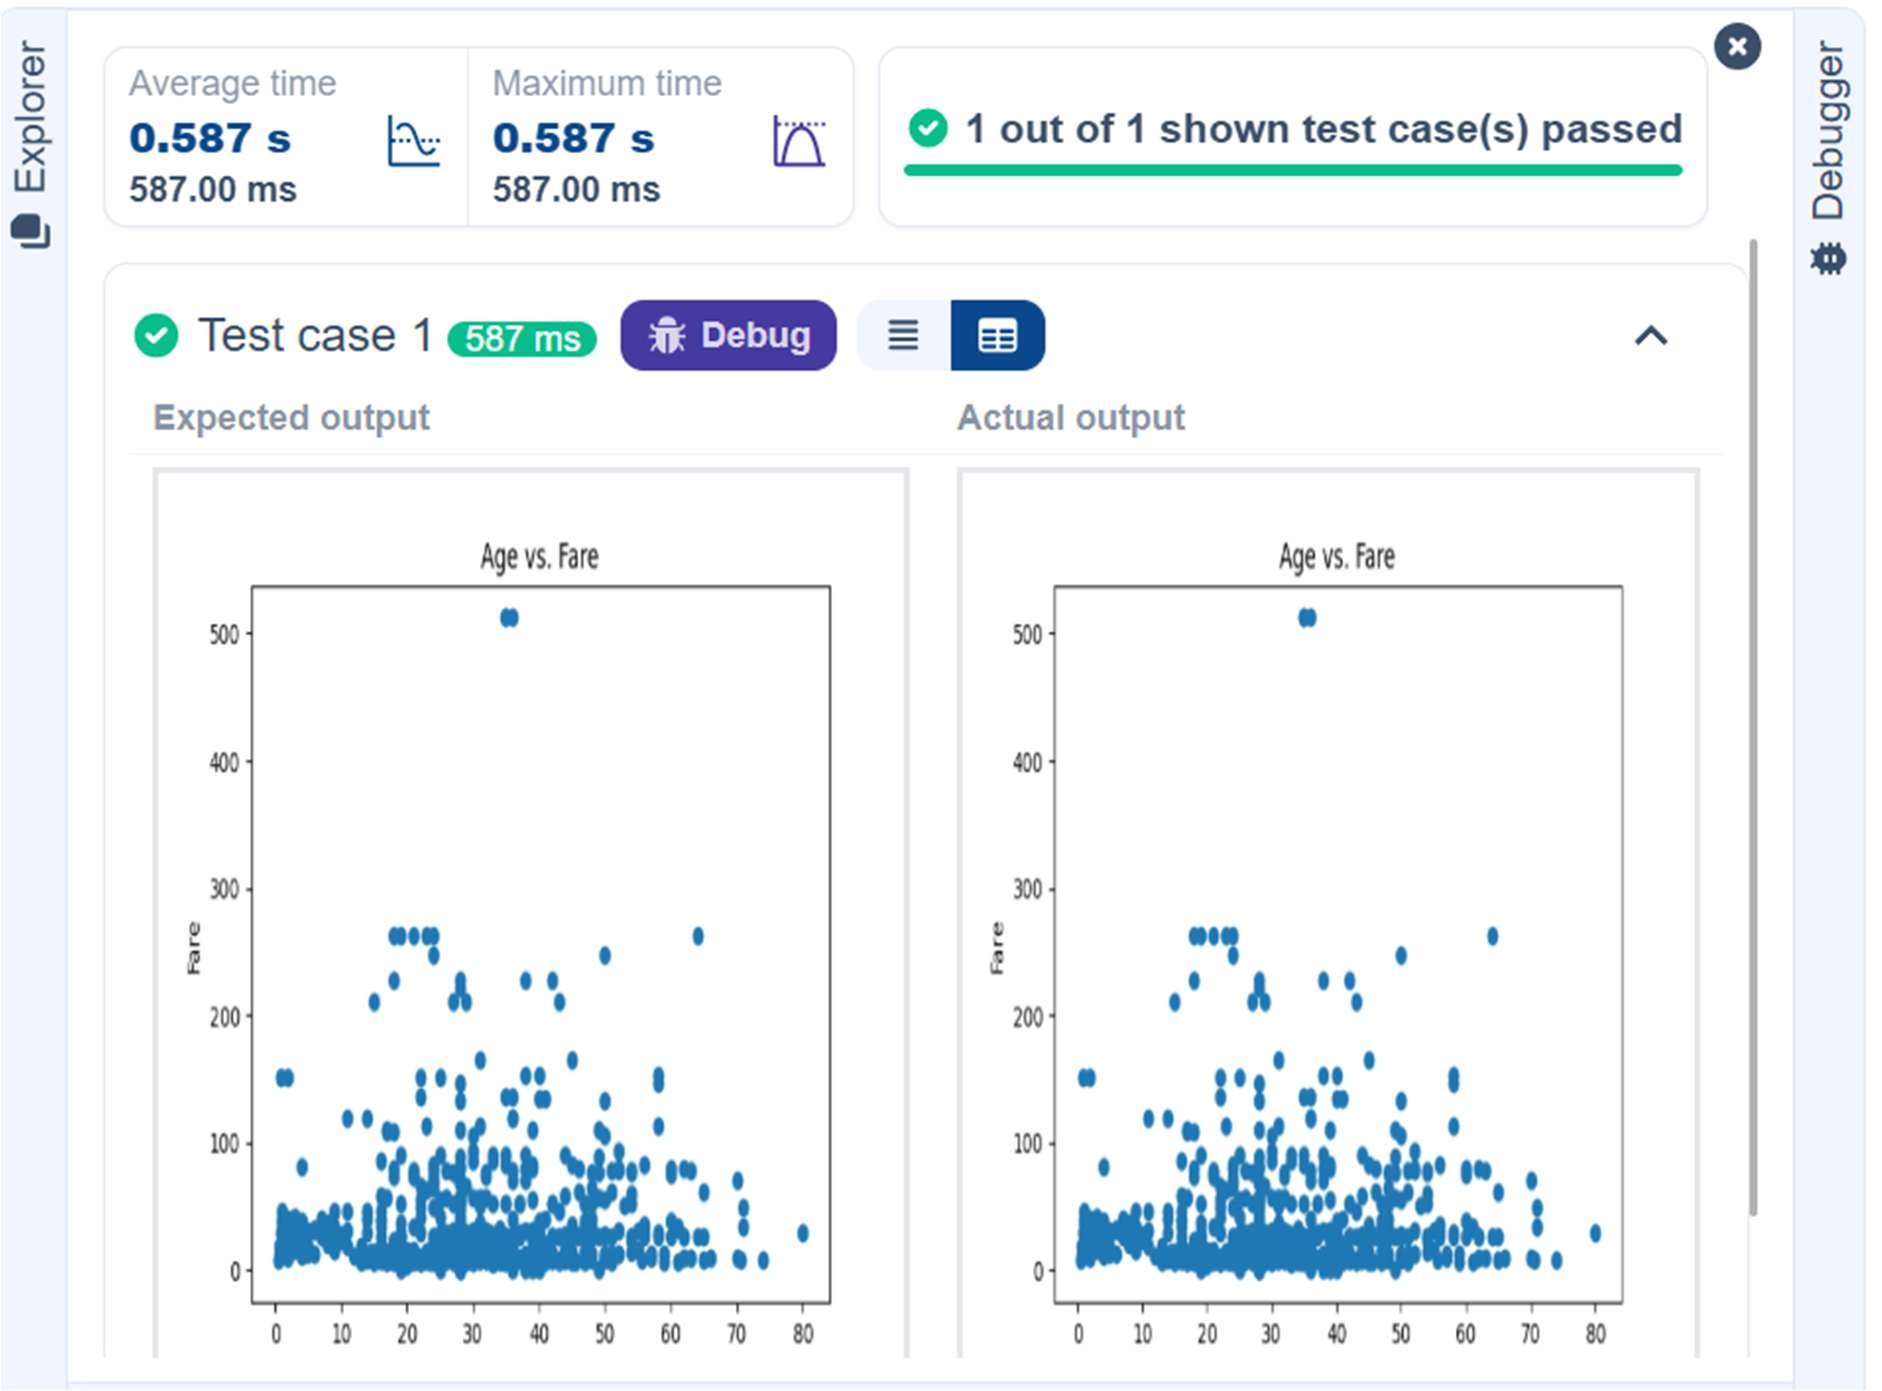 Explorer
Average time
0.587 s
587.00 ms
Maximum time
0.587 s
587.00 ms
1 out of 1 shown test case(s) passed
Debugger
Test case 1
587 ms
Debug
Expected output
Actual output
Age vs. Fare
500
400
300
200
100
0
Fare
0 10 20 30 40 50 60 70 80
Age vs. Fare
500
400
300
200
100
0
Fare
0 10 20 30 40 50 60 70 80